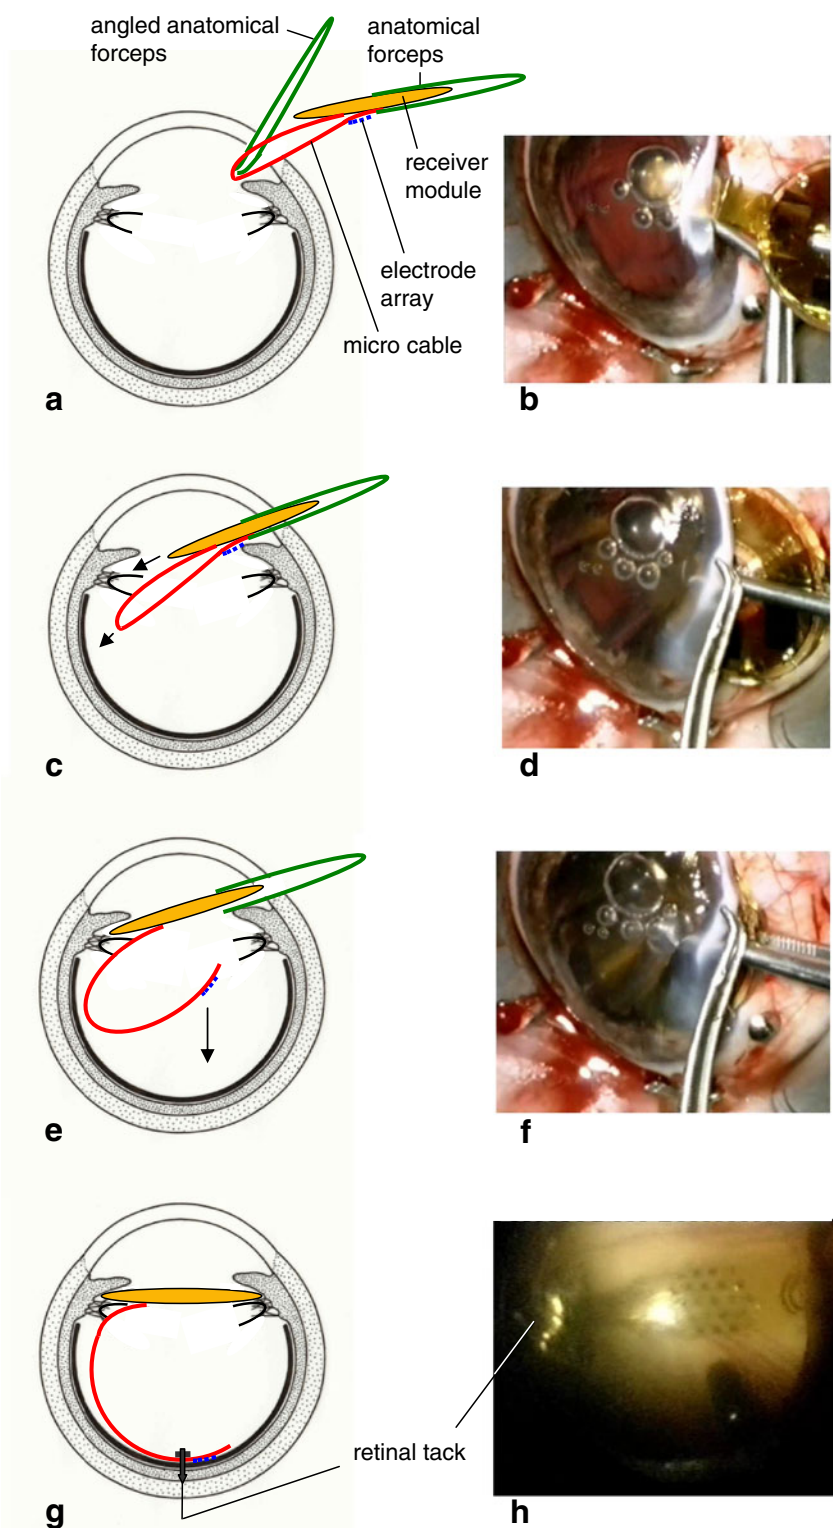 angled anatomical
forceps
anatomical
forceps
receiver
module
electrode
array
micro cable
a
b
c
d
e
f
retinal tack
g
h